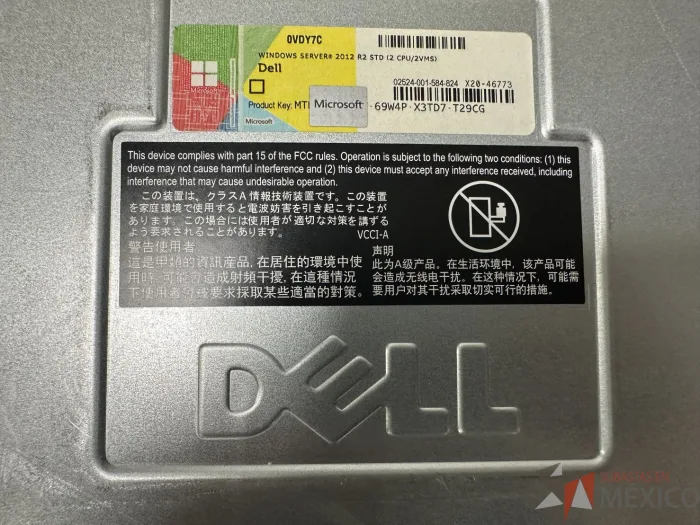 0VDY7C
WINDOWS SERVER® 2012 R2 STD (2 CPU/2VMS)
Dell
02524-001-584-824 X20-46773
Product Key: MT Microsoft -69W4P-X3TD7-T29CG
Microsoft
Microsoft
This device complies with part 15 of the FCC rules. Operation is subject to the following two conditions: (1) this
device may not cause harmful interference and (2) this device must accept any interference received, including
interference that may cause undesirable operation.
この装置は、クラスA情報技術装置です。この装置
を家庭環境で使用すると電波妨害を引き起こすことが
あります。この場合には使用者が適切な対策を講ずる
よう要求されることがあります。 VCCI-A
警告使用者
這是甲類的資訊産品,在居住的環境中使
用時,可能會造成射頻干擾,在這種情況
下使用者會被要求採取某些適當的對策。
声明
此为A级产品,在生活环境中,该产品可能
会造成无线电干扰。在这种情况下,可能需
要用户对其干扰采取切实可行的措施。
DELL
MEXICO